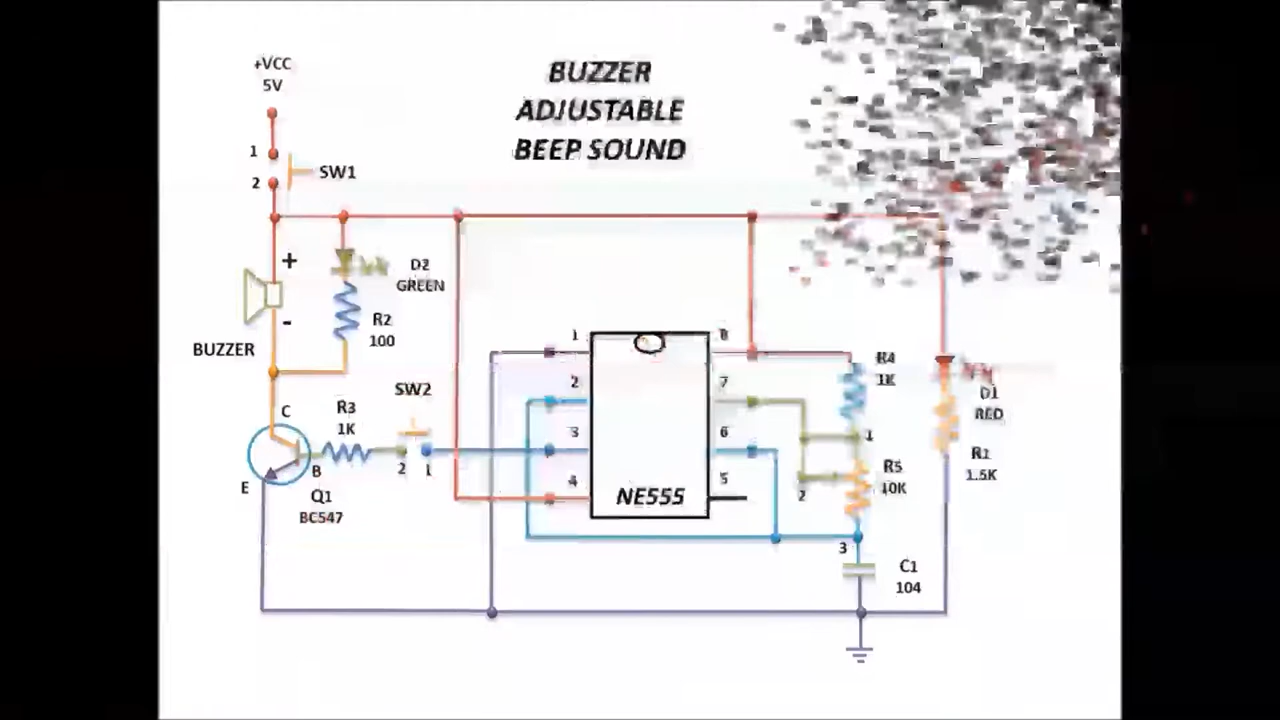 BUZZER
ADJUSTABLE
BEEP SOUND
+VCC
5V
1
2
SW1
+
-
BUZZER
D2
GREEN
R2
100
SW2
R3
1K
C
B
E
Q1
BC547
2
1
1
2
3
4
8
7
6
5
NE555
R4
1K
1
R5
10K
2
3
C1
104
D1
RED
R1
1.5K